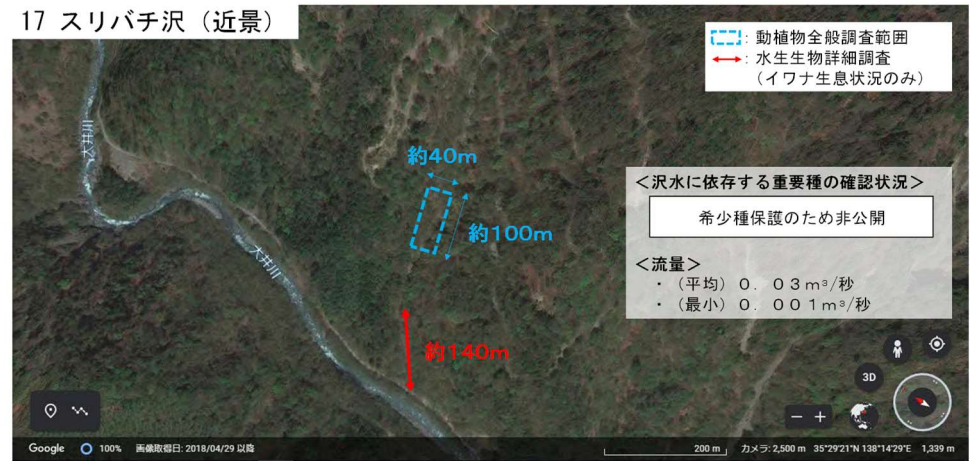 17 スリバチ沢（近景）
：動植物全般調査範囲
：水生生物詳細調査
（イワナ生息状況のみ）
大井川
約40m
約100m
大井川
約140m
＜沢水に依存する重要種の確認状況＞
希少種保護のため非公開
＜流量＞
・（平均）０．０３ｍ³/秒
・（最小）０．００１ｍ³/秒
3D
Google 100% 画像取得日: 2018/04/29 以降 200 m カメラ: 2,500 m 35°29'21"N 138°14'29"E 1,339 m